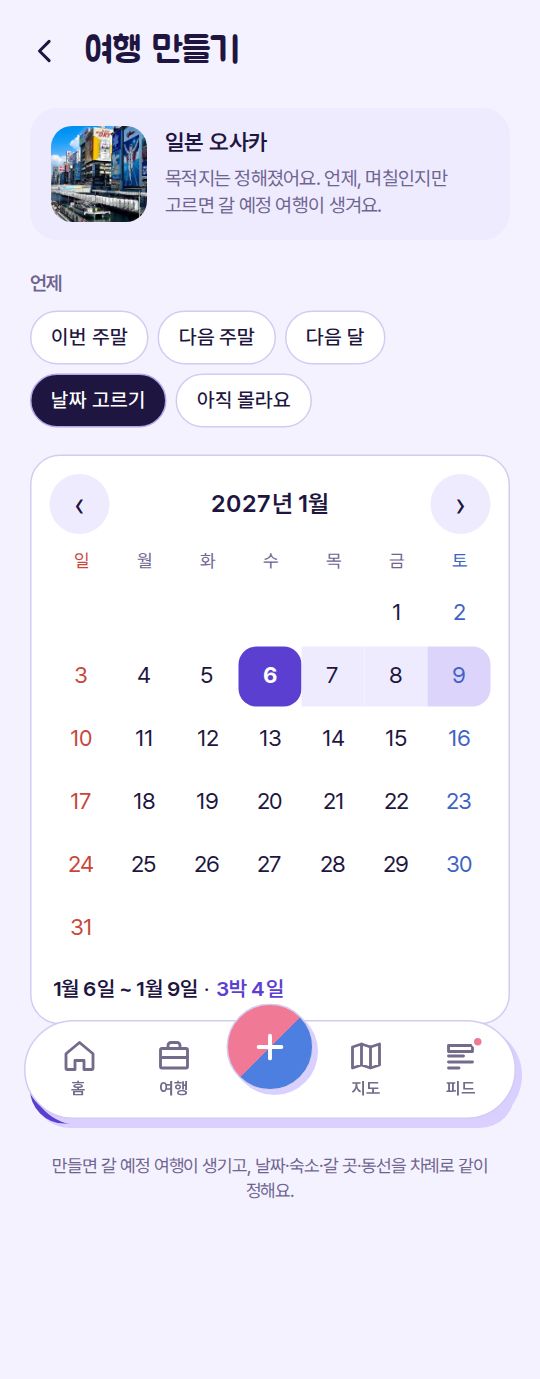 여행 만들기
일본 오사카
목적지는 정해졌어요. 언제, 며칠인지만
고르면 갈 예정 여행이 생겨요.
언제
이번 주말 다음 주말 다음 달
날짜 고르기 아직 몰라요
‹ 2027년 1월 ›
일 월 화 수 목 금 토
1 2
3 4 5 6 7 8 9
10 11 12 13 14 15 16
17 18 19 20 21 22 23
24 25 26 27 28 29 30
31
1월 6일 ~ 1월 9일 · 3박 4일
홈 여행 + 지도 피드
만들면 갈 예정 여행이 생기고, 날짜·숙소·갈 곳·동선을 차례로 같이
정해요.